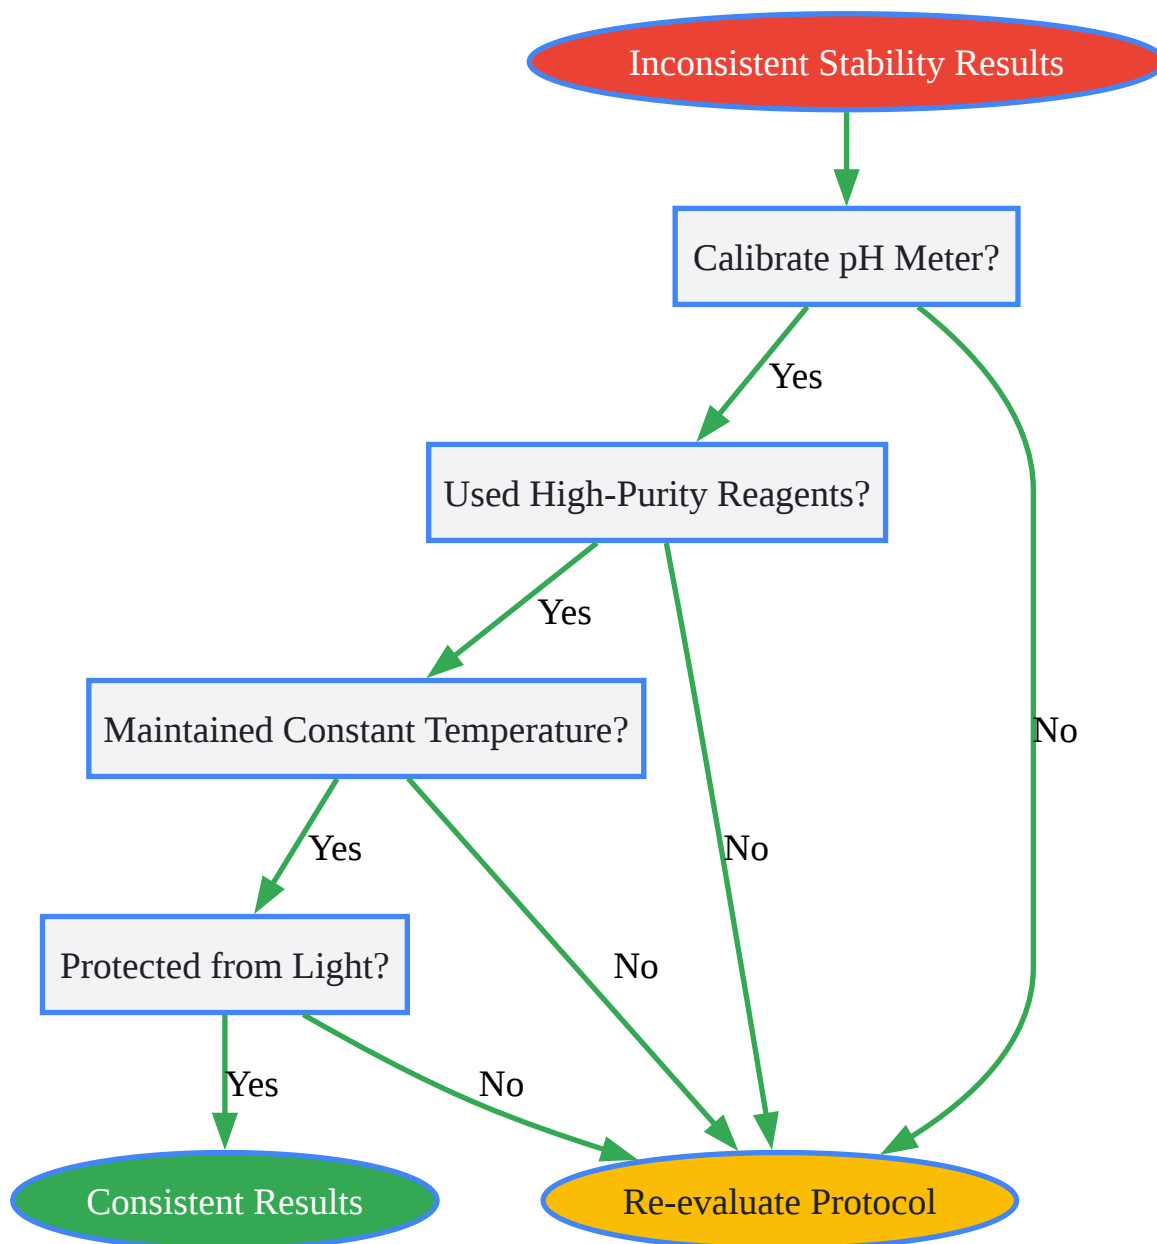 Inconsistent Stability Results
Calibrate pH Meter?
Yes
Used High-Purity Reagents?
Yes
Maintained Constant Temperature?
No
Yes
No
Protected from Light?
No
Yes
No
Consistent Results
Re-evaluate Protocol